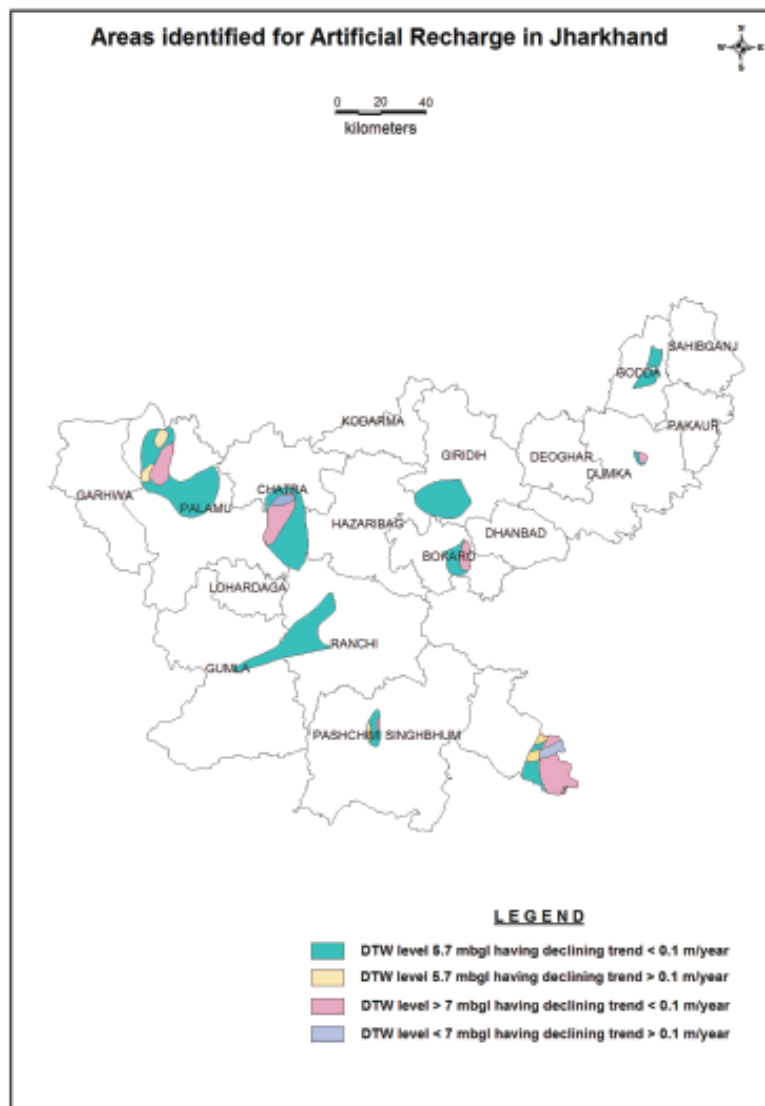 Areas identified for Artificial Recharge in Jharkhand
N
W E
S
0 20 40
kilometers
SAHIBGANJ
GODDA
PAKAUR
KODARMA
GIRIDIH
DEOGHAR
DUMKA
GARHWA
PALAMU
CHATRA
HAZARIBAG
DHANBAD
BOKARO
LOHARDAGA
RANCHI
GUMLA
PASHCHIMI SINGHBHUM
LEGEND
DTW level 5.7 mbgl having declining trend < 0.1 m/year
DTW level 5.7 mbgl having declining trend > 0.1 m/year
DTW level > 7 mbgl having declining trend < 0.1 m/year
DTW level < 7 mbgl having declining trend > 0.1 m/year